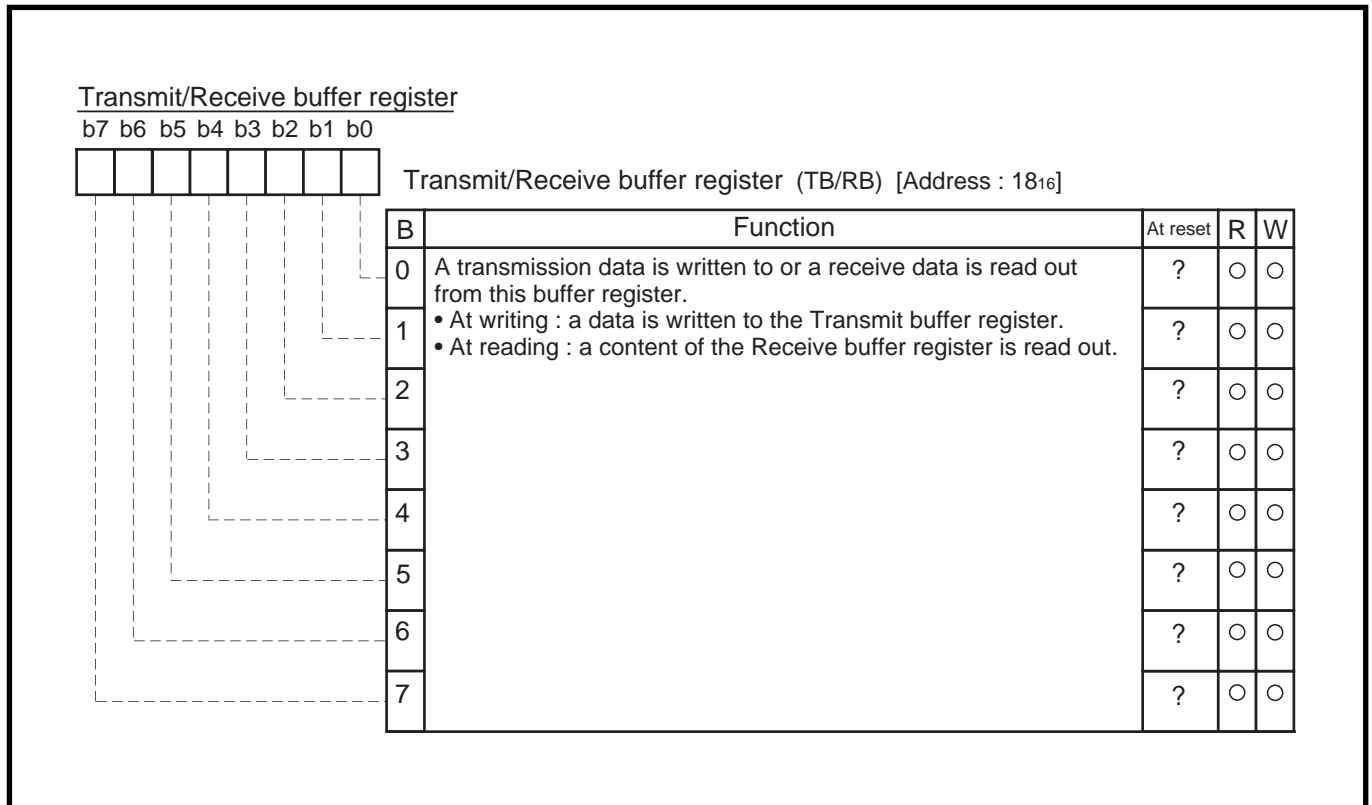 Transmit/Receive buffer register
b7 b6 b5 b4 b3 b2 b1 b0
Transmit/Receive buffer register (TB/RB) [Address : 18₁₆]
B Function At reset R W
0 A transmission data is written to or a receive data is read out ? ○ ○
from this buffer register.
1 • At writing : a data is written to the Transmit buffer register. ? ○ ○
• At reading : a content of the Receive buffer register is read out.
2 ? ○ ○
3 ? ○ ○
4 ? ○ ○
5 ? ○ ○
6 ? ○ ○
7 ? ○ ○